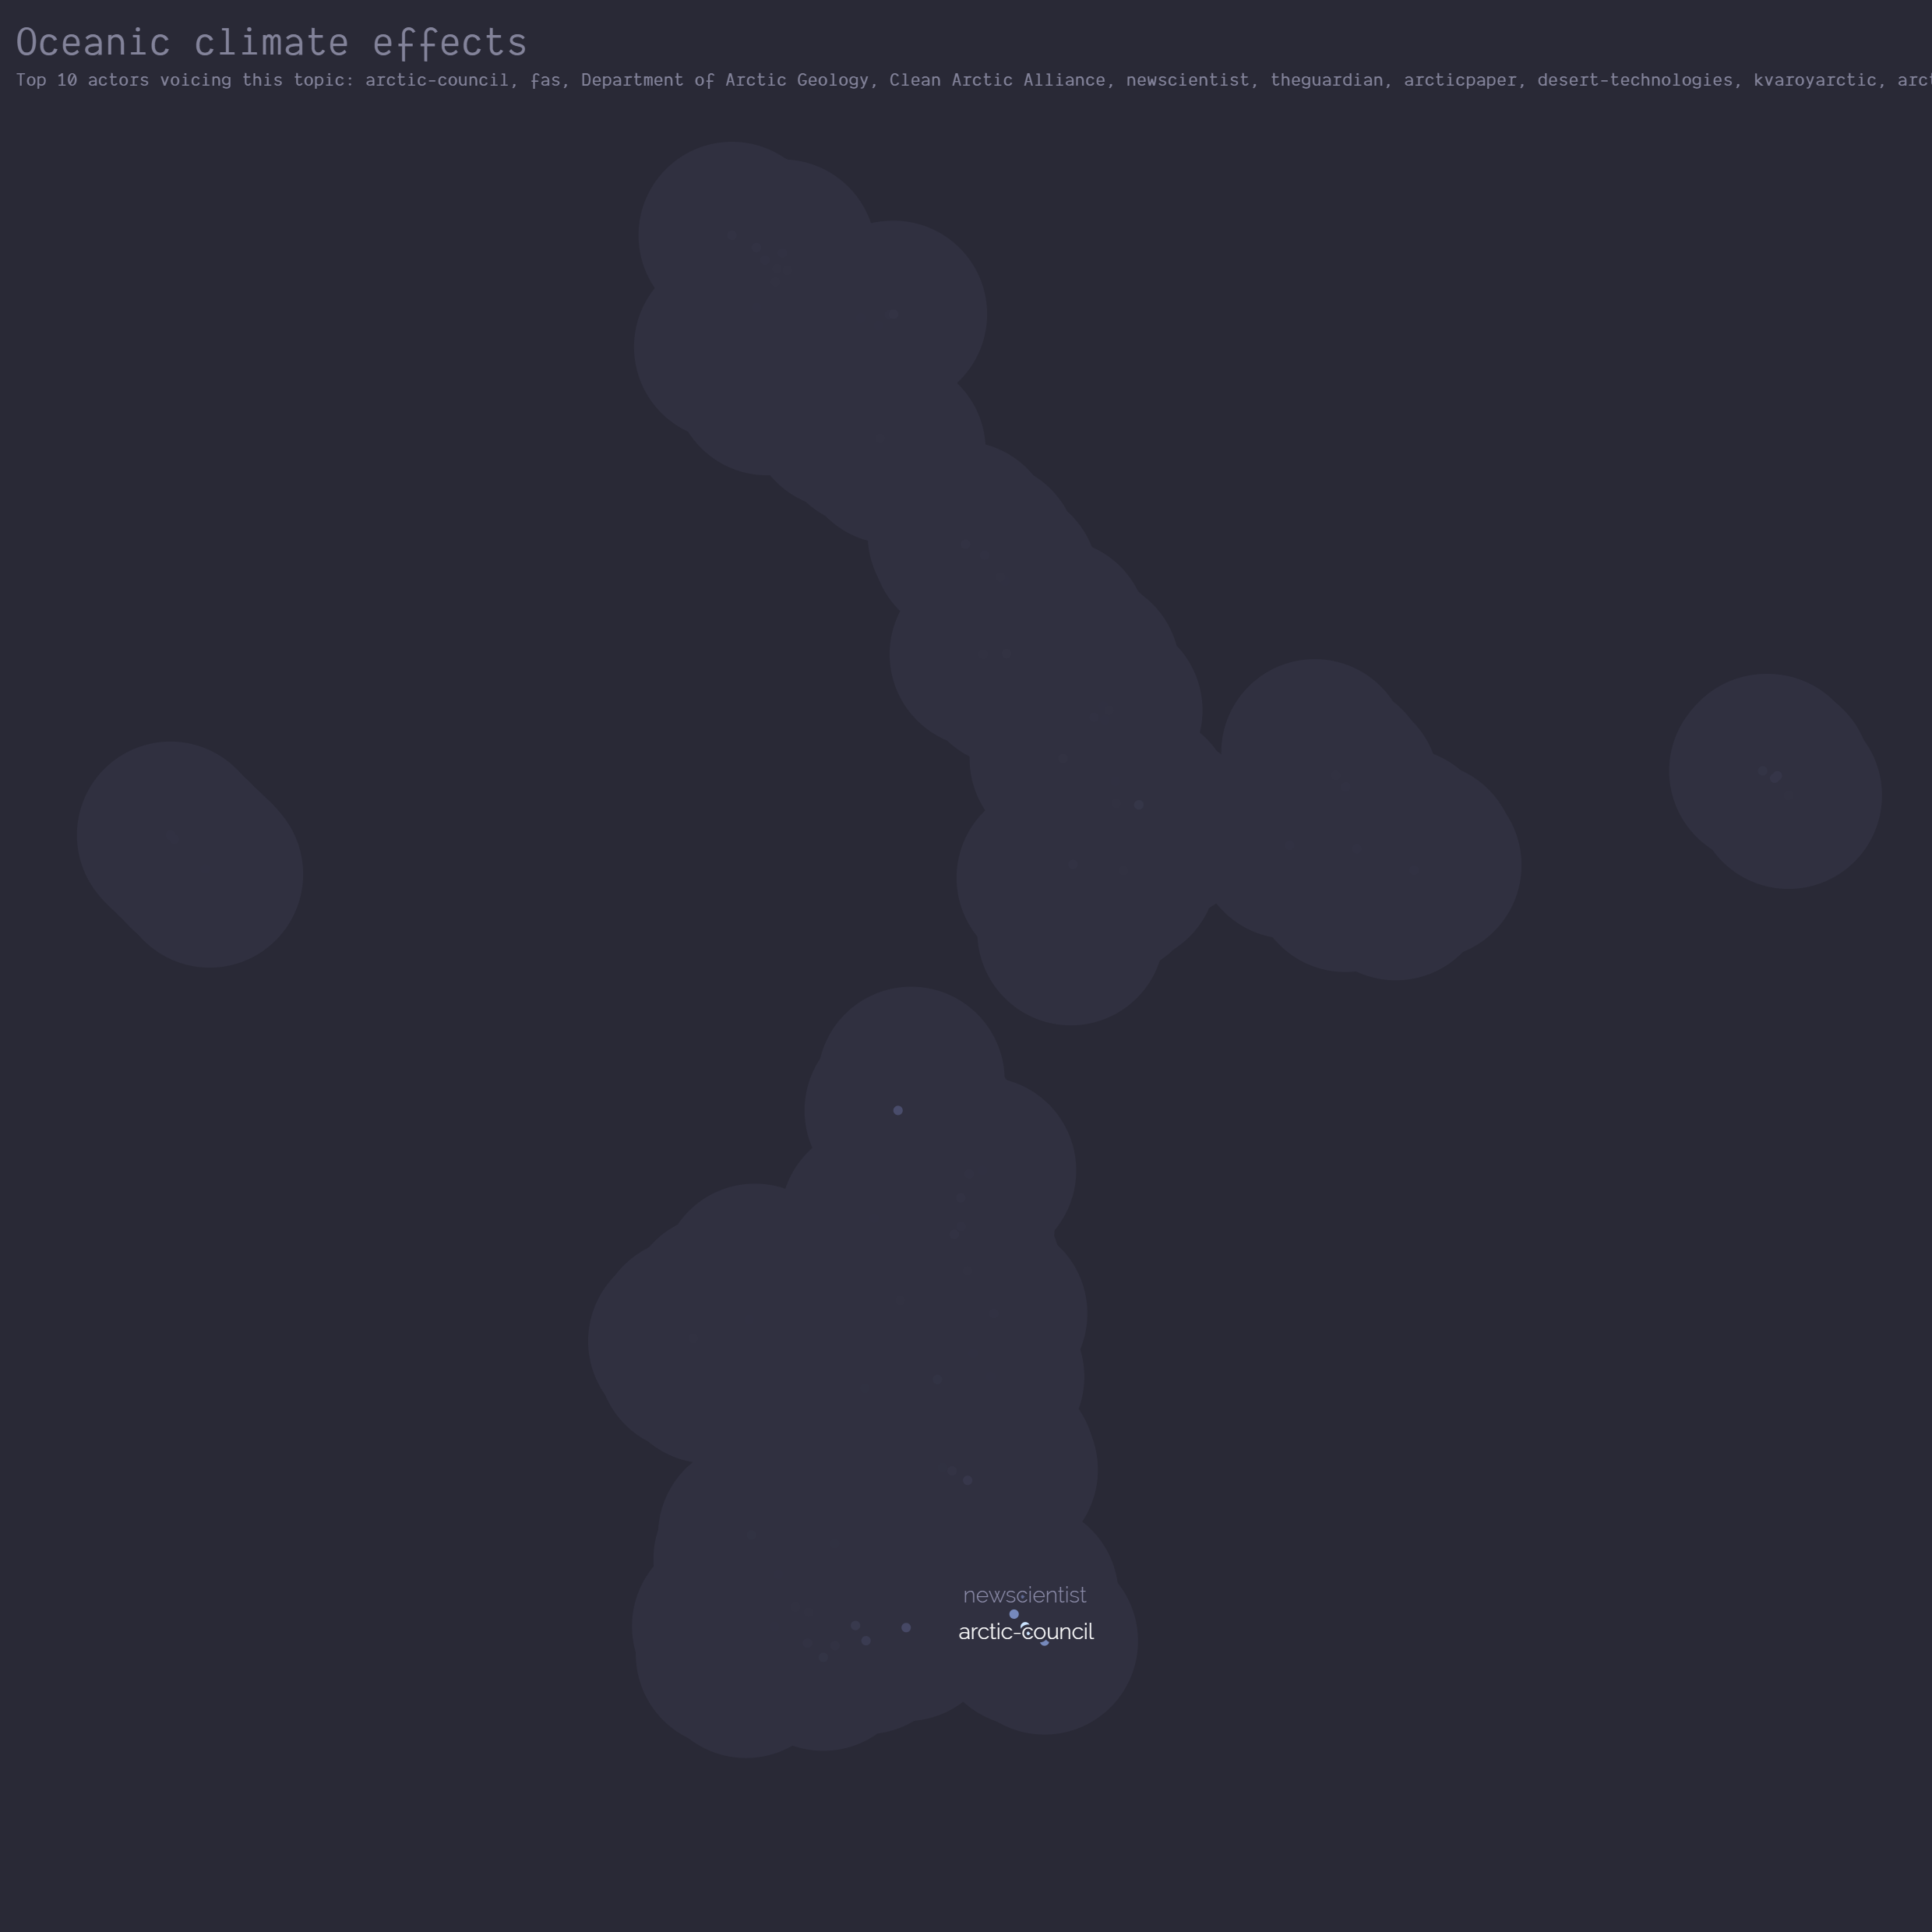 Oceanic climate effects
Top 10 actors voicing this topic: arctic-council, fas, Department of Arctic Geology, Clean Arctic Alliance, newscientist, theguardian, arcticpaper, desert-technologies, kvaroyarctic, arct
newscientist
arctic-council